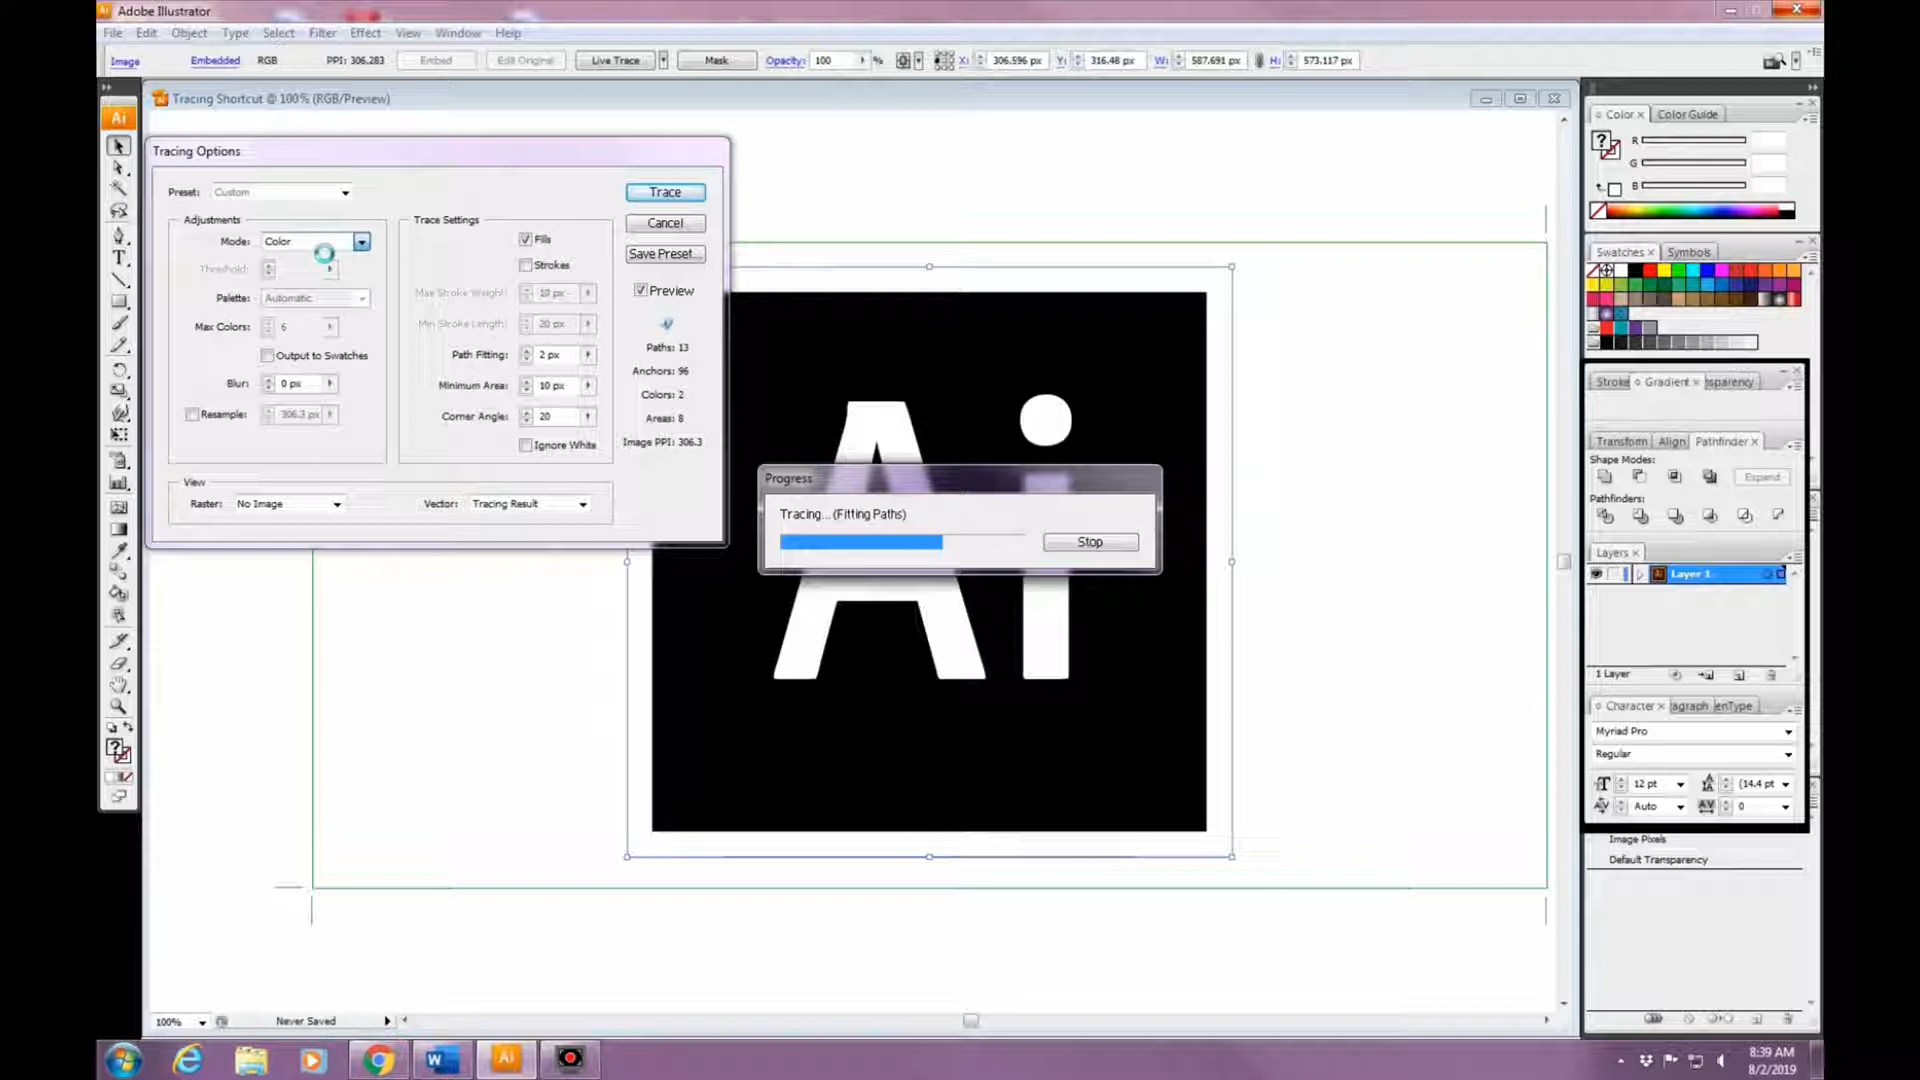 Ai Adobe Illustrator
File Edit Object Type Select Filter Effect View Window Help
Image Embedded RGB PPI: 306.283 Embed Edit Original Live Trace Mask Opacity: 100 % X: 306.596 px Y: 316.48 px W: 587.691 px H: 573.117 px
Tracing Shortcut @ 100% (RGB/Preview)
Ai
Tracing Options
Preset: Custom
Trace
Adjustments
Trace Settings
Cancel
Mode: Color
Fills
Threshold:
Strokes
Save Preset...
Palette: Automatic
Max Stroke Weight: 10 px
Preview
Max Colors: 6
Min Stroke Length: 20 px
Output to Swatches
Path Fitting: 2 px
Paths: 13
Blur: 0 px
Minimum Area: 10 px
Anchors: 96
Colors: 2
Resample: 306.3 px
Corner Angle: 20
Areas: 8
Ignore White
Image PPI: 306.3
View
Raster: No Image
Vector: Tracing Result
Ai
Progress
Tracing... (Fitting Paths)
Stop
Color Color Guide
R
G
B
Swatches Symbols
Stroke Gradient sparency
Transform Align Pathfinder
Shape Modes:
Expand
Pathfinders:
Layers
Layer 1
1 Layer
Character agraph enType
Myriad Pro
Regular
12 pt (14.4 pt
Auto 0
Image Pixels
Default Transparency
100% Never Saved
W Ai
8:39 AM
8/2/2019